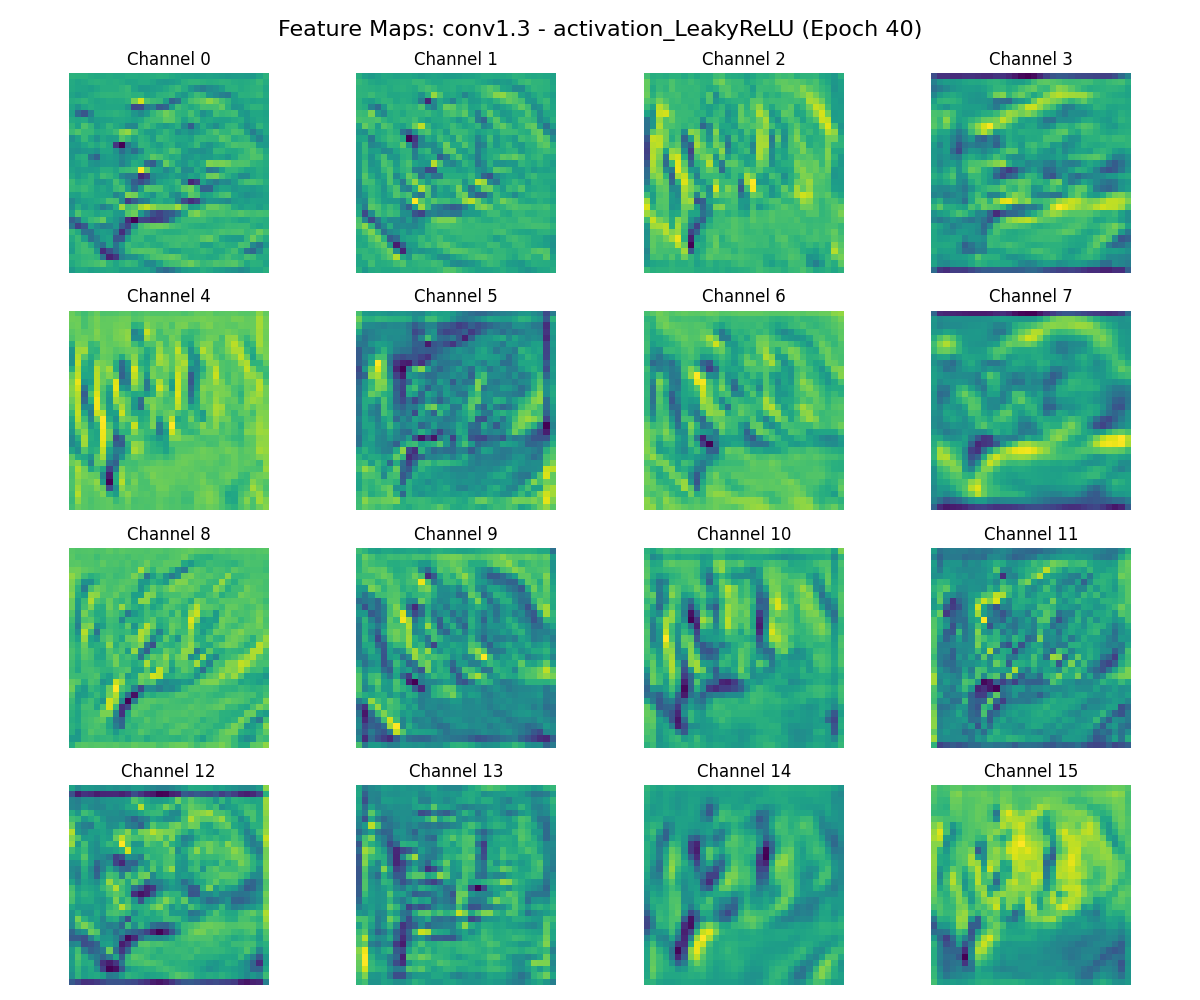 Feature Maps: conv1.3 - activation_LeakyReLU (Epoch 40)
Channel 0 Channel 1 Channel 2 Channel 3
Channel 4 Channel 5 Channel 6 Channel 7
Channel 8 Channel 9 Channel 10 Channel 11
Channel 12 Channel 13 Channel 14 Channel 15